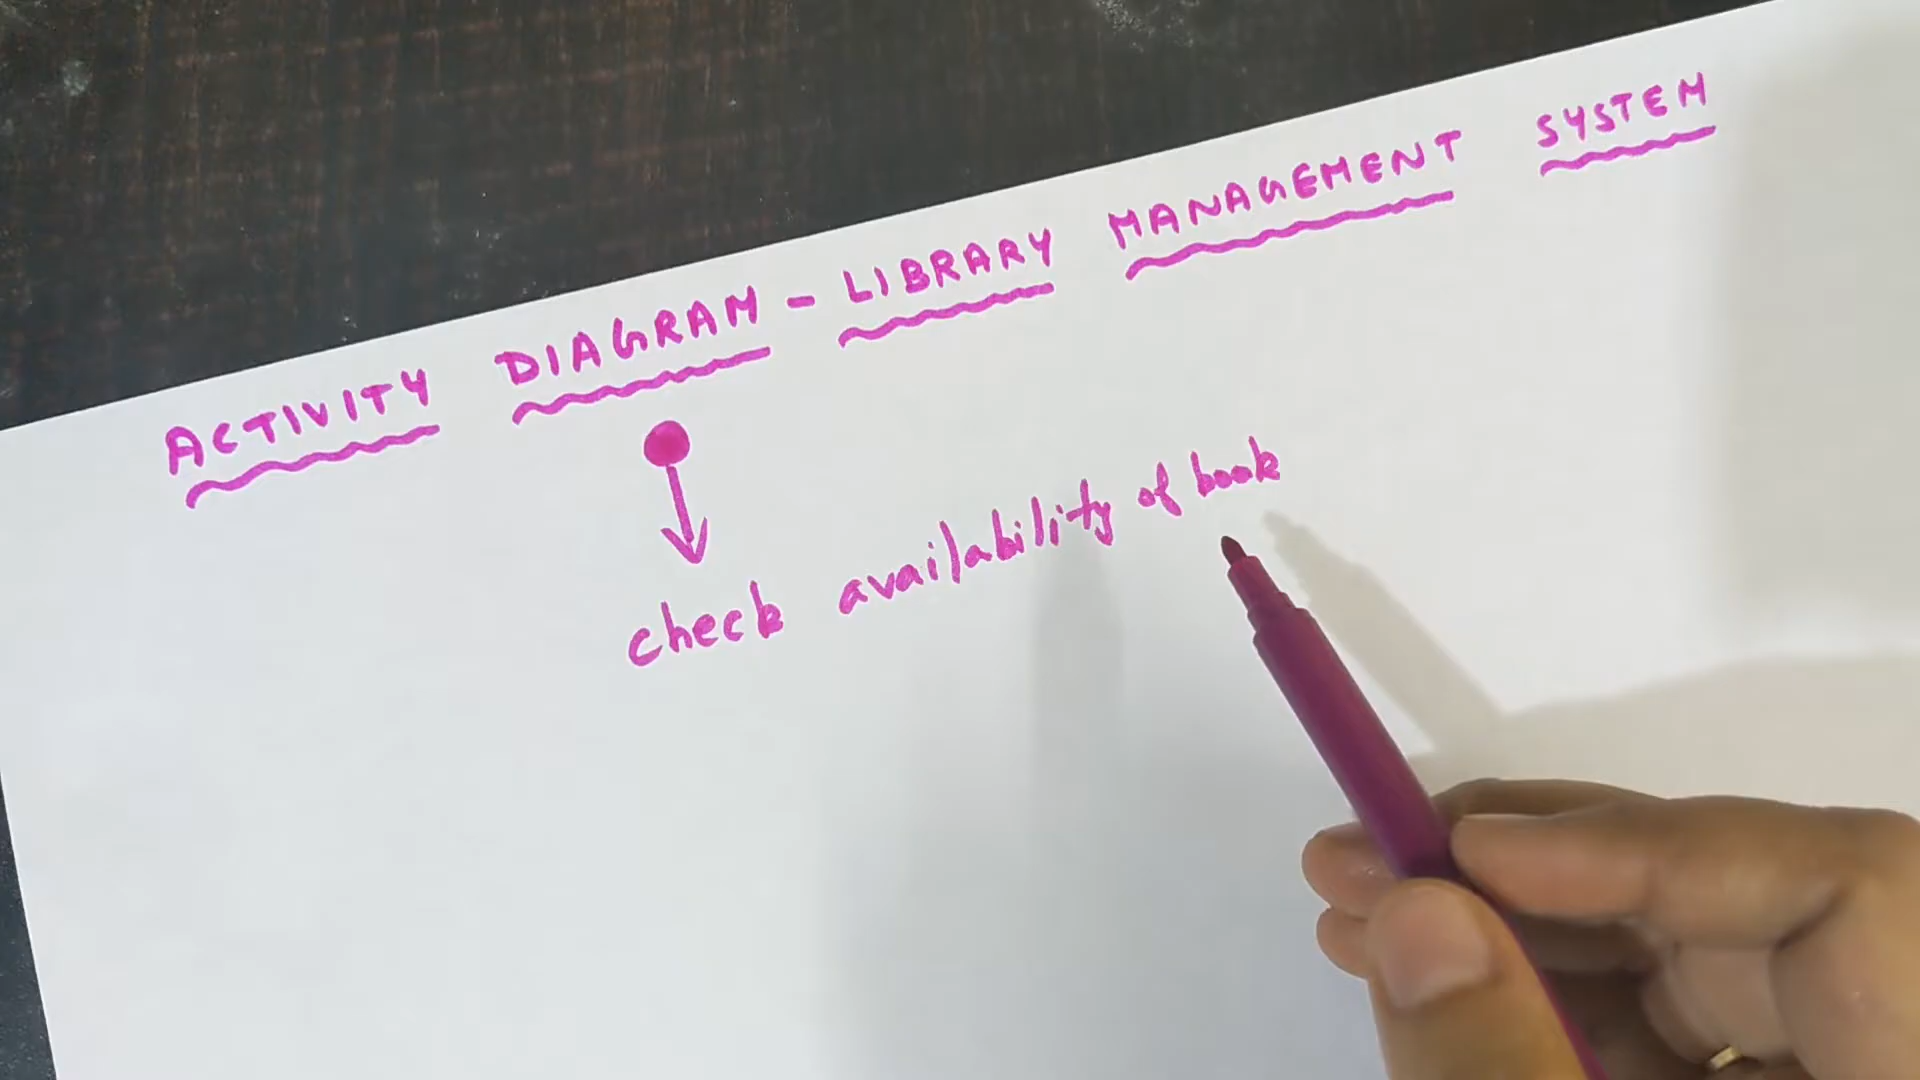 ACTIVITY DIAGRAM - LIBRARY MANAGEMENT SYSTEM
check availability of book